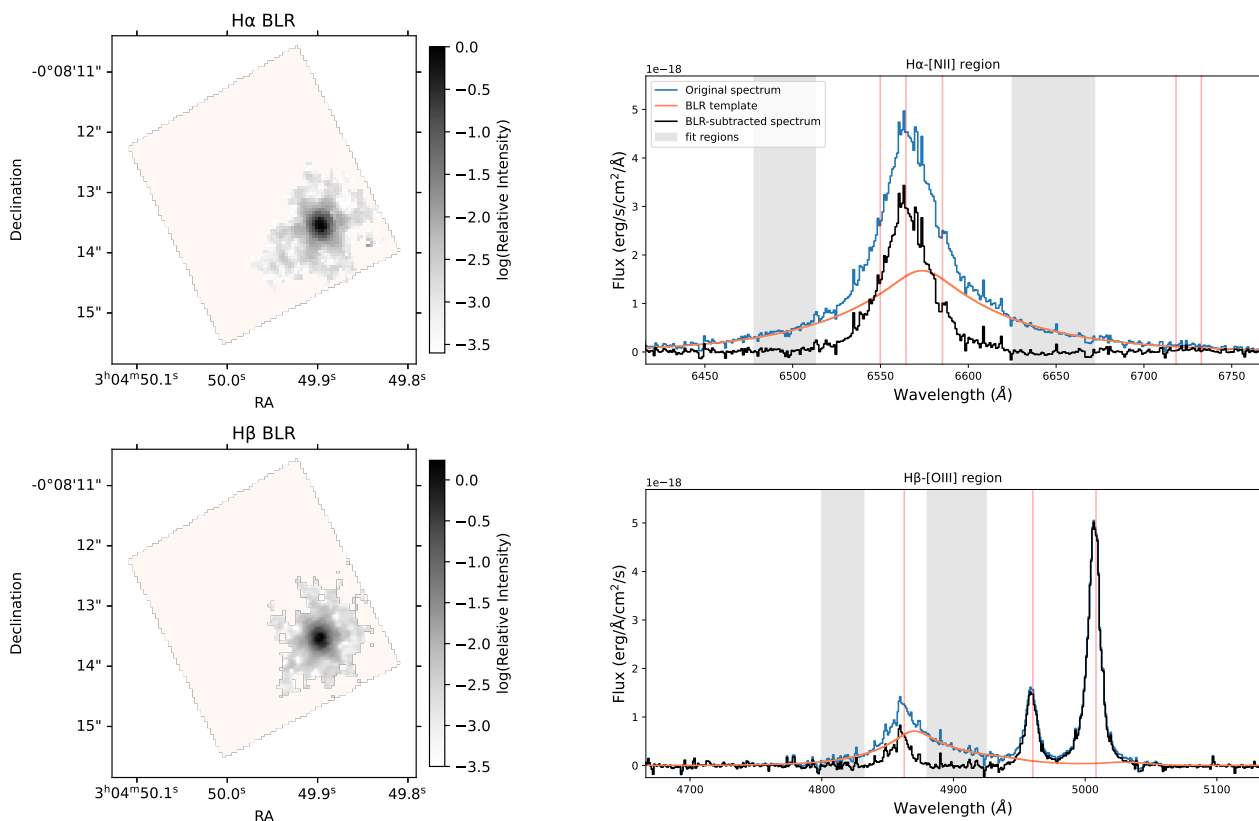 Hα BLR
-0°08'11"
12"
13"
14"
15"
Declination
3ʰ04ᵐ50.1ˢ 50.0ˢ 49.9ˢ 49.8ˢ
RA
0.0
−0.5
−1.0
−1.5
−2.0
−2.5
−3.0
−3.5
log(Relative Intensity)
Hα-[NII] region
1e−18
Original spectrum
BLR template
BLR-subtracted spectrum
fit regions
5
4
3
2
1
0
Flux (erg/s/cm²/Å)
6450 6500 6550 6600 6650 6700 6750
Wavelength (Å)
Hβ BLR
-0°08'11"
12"
13"
14"
15"
Declination
3ʰ04ᵐ50.1ˢ 50.0ˢ 49.9ˢ 49.8ˢ
RA
0.0
−0.5
−1.0
−1.5
−2.0
−2.5
−3.0
−3.5
log(Relative Intensity)
Hβ-[OIII] region
1e−18
5
4
3
2
1
0
Flux (erg/Å/cm²/s)
4700 4800 4900 5000 5100
Wavelength (Å)